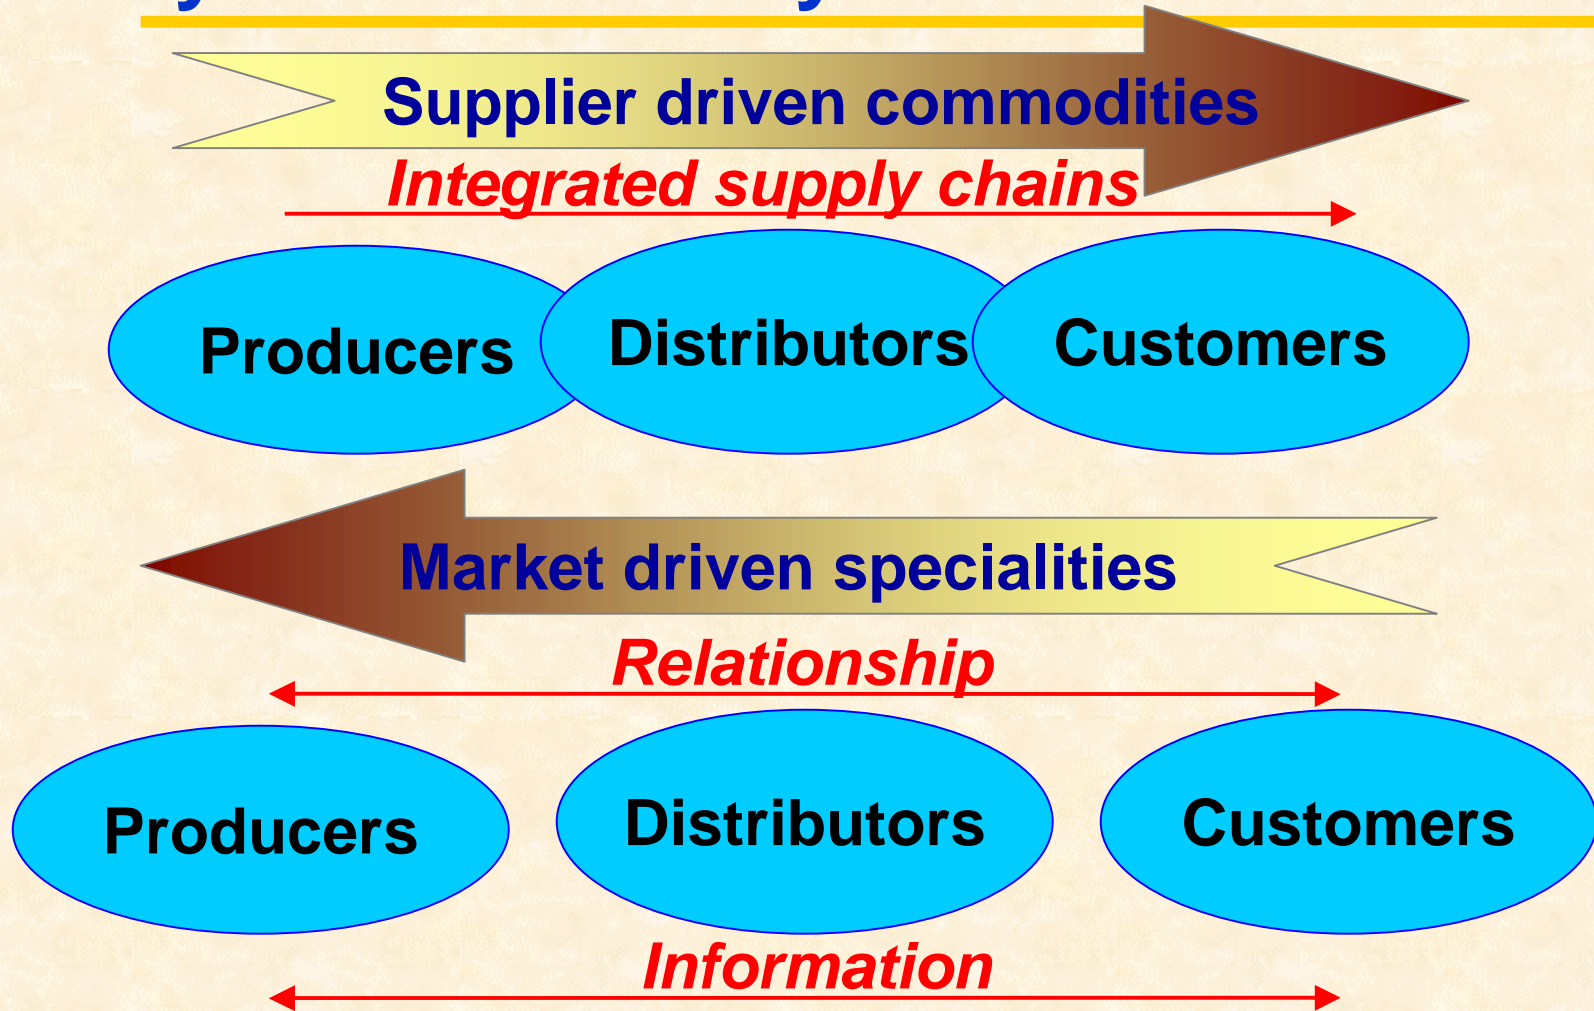 Supplier driven commodities
Integrated supply chains
Producers
Distributors
Customers
Market driven specialities
Relationship
Producers
Distributors
Customers
Information